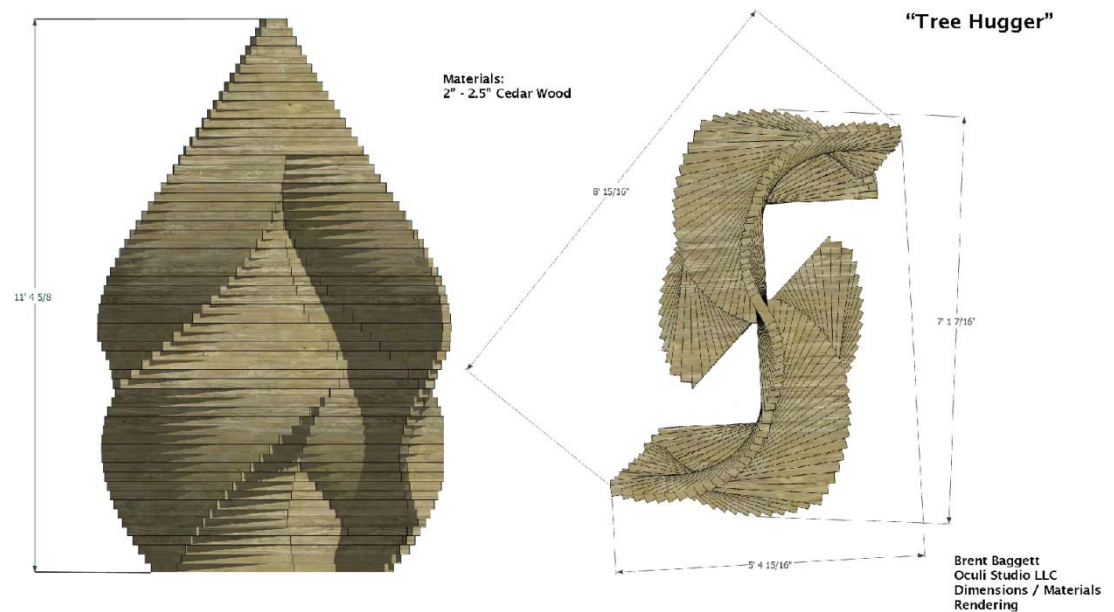 “Tree Hugger”
Materials:
2" - 2.5" Cedar Wood
11' 4 5/8
8' 15/16"
7' 1 7/16"
5' 4 15/16"
Brent Baggett
Oculi Studio LLC
Dimensions / Materials
Rendering